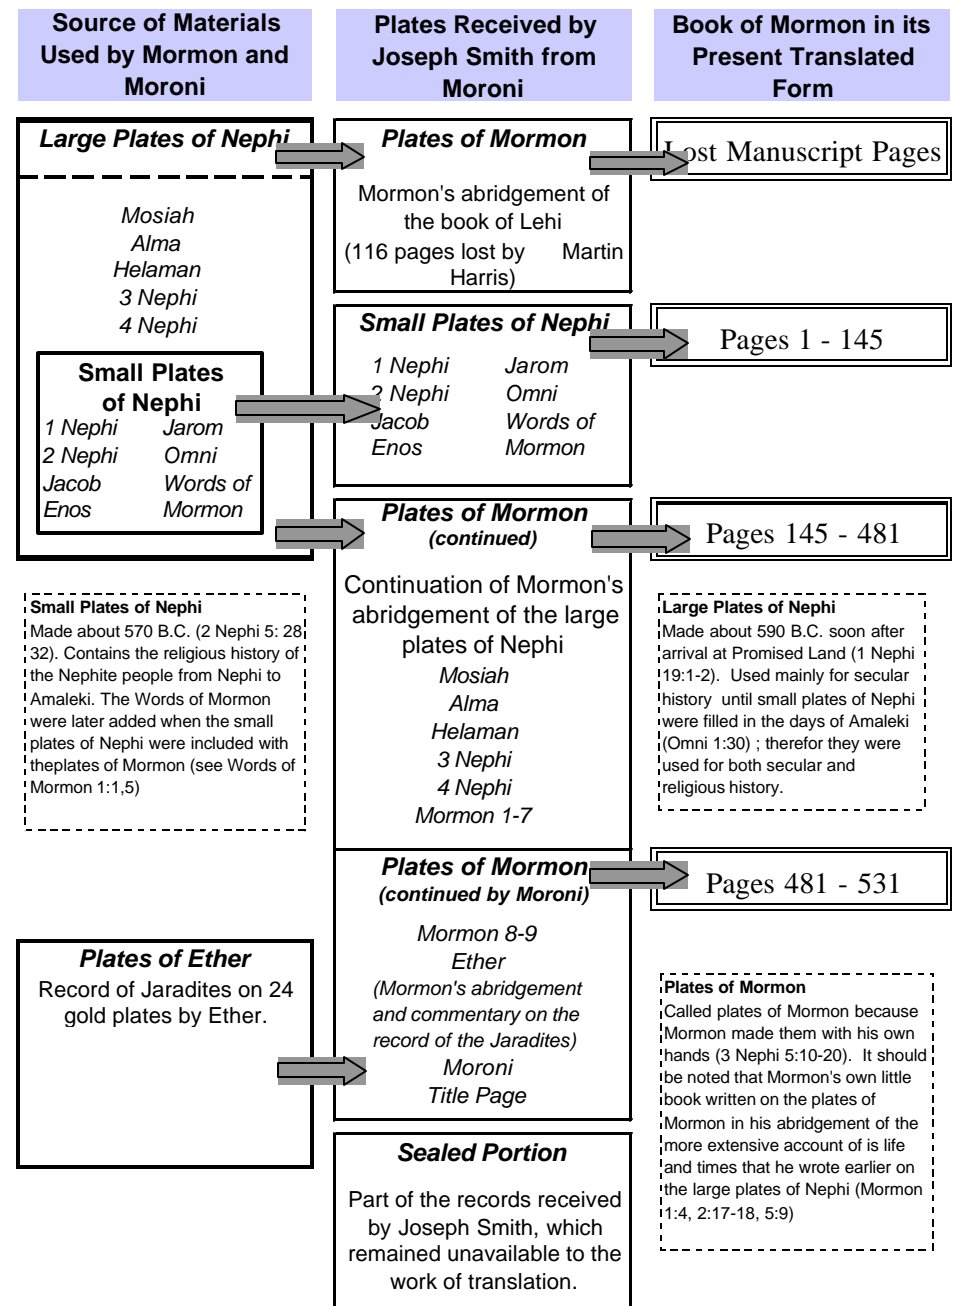 Source of Materials
Used by Mormon and
Moroni
Plates Received by
Joseph Smith from
Moroni
Book of Mormon in its
Present Translated
Form
Large Plates of Nephi
Mosiah
Alma
Helaman
3 Nephi
4 Nephi
Small Plates
of Nephi
1 Nephi Jarom
2 Nephi Omni
Jacob Words of
Enos Mormon
Plates of Mormon
Mormon's abridgement of
the book of Lehi
(116 pages lost by Martin
Harris)
Lost Manuscript Pages
Small Plates of Nephi
1 Nephi Jarom
2 Nephi Omni
Jacob Words of
Enos Mormon
Pages 1 - 145
Plates of Mormon
(continued)
Continuation of Mormon's
abridgement of the large
plates of Nephi
Mosiah
Alma
Helaman
3 Nephi
4 Nephi
Mormon 1-7
Pages 145 - 481
Small Plates of Nephi
Made about 570 B.C. (2 Nephi 5: 28
32). Contains the religious history of
the Nephite people from Nephi to
Amaleki. The Words of Mormon
were later added when the small
plates of Nephi were included with
theplates of Mormon (see Words of
Mormon 1:1,5)
Large Plates of Nephi
Made about 590 B.C. soon after
arrival at Promised Land (1 Nephi
19:1-2). Used mainly for secular
history until small plates of Nephi
were filled in the days of Amaleki
(Omni 1:30) ; therefor they were
used for both secular and
religious history.
Plates of Mormon
(continued by Moroni)
Mormon 8-9
Ether
(Mormon's abridgement
and commentary on the
record of the Jaradites)
Moroni
Title Page
Pages 481 - 531
Plates of Ether
Record of Jaradites on 24
gold plates by Ether.
Plates of Mormon
Called plates of Mormon because
Mormon made them with his own
hands (3 Nephi 5:10-20). It should
be noted that Mormon's own little
book written on the plates of
Mormon in his abridgement of the
more extensive account of is life
and times that he wrote earlier on
the large plates of Nephi (Mormon
1:4, 2:17-18, 5:9)
Sealed Portion
Part of the records received
by Joseph Smith, which
remained unavailable to the
work of translation.